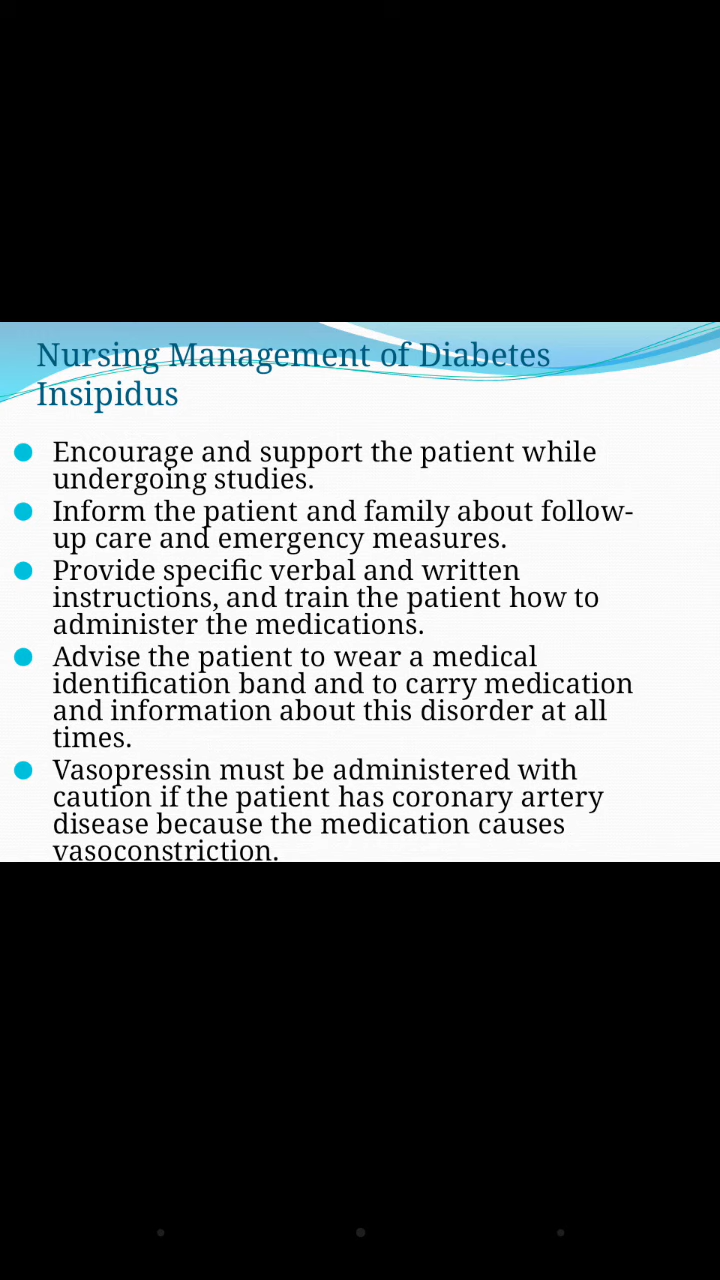 Nursing Management of Diabetes
Insipidus
Encourage and support the patient while
undergoing studies.
Inform the patient and family about follow-
up care and emergency measures.
Provide specific verbal and written
instructions, and train the patient how to
administer the medications.
Advise the patient to wear a medical
identification band and to carry medication
and information about this disorder at all
times.
Vasopressin must be administered with
caution if the patient has coronary artery
disease because the medication causes
vasoconstriction.